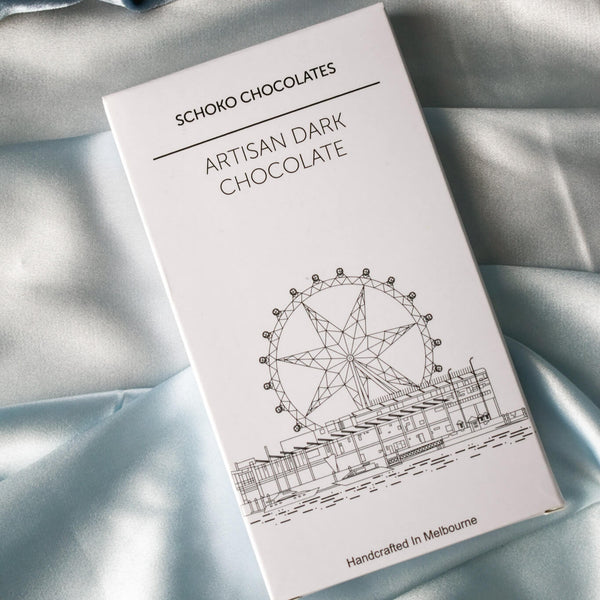 SCHOKO CHOCOLATES
ARTISAN DARK
CHOCOLATE
Handcrafted In Melbourne